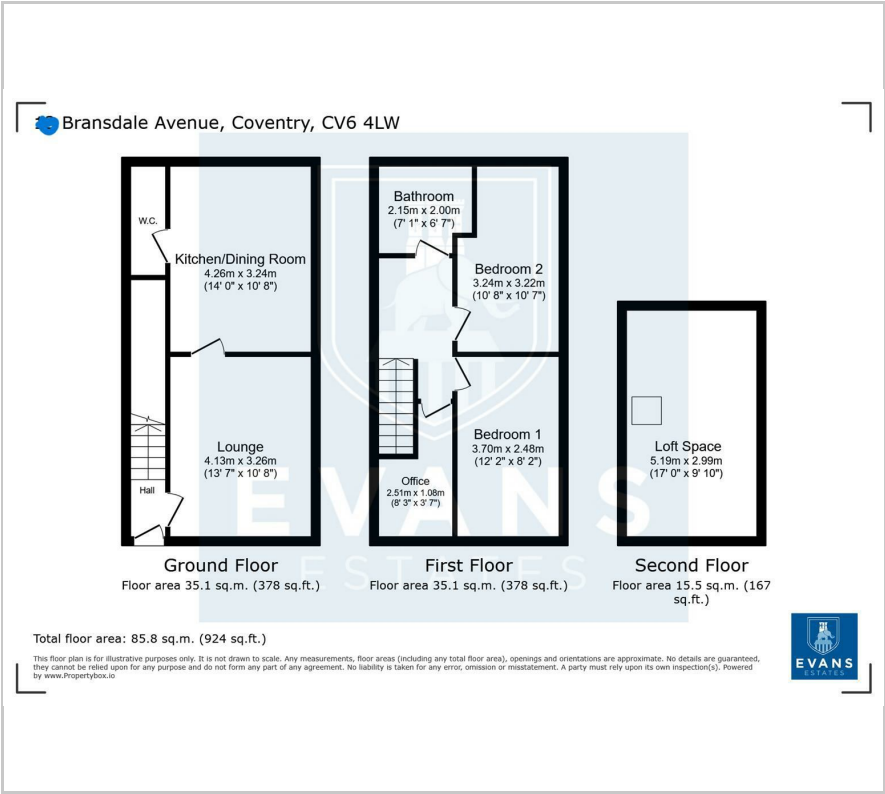 Bransdale Avenue, Coventry, CV6 4LW
W.C.
Kitchen/Dining Room
4.26m x 3.24m
(14' 0" x 10' 8")
Lounge
4.13m x 3.26m
(13' 7" x 10' 8")
Hall
Ground Floor
Floor area 35.1 sq.m. (378 sq.ft.)
Bathroom
2.15m x 2.00m
(7' 1" x 6' 7")
Bedroom 2
3.24m x 3.22m
(10' 8" x 10' 7")
Bedroom 1
3.70m x 2.48m
(12' 2" x 8' 2")
Office
2.51m x 1.08m
(8' 3" x 3' 7")
First Floor
Floor area 35.1 sq.m. (378 sq.ft.)
Loft Space
5.19m x 2.99m
(17' 0" x 9' 10")
Second Floor
Floor area 15.5 sq.m. (167
sq.ft.)
EVANS
ESTATES
Total floor area: 85.8 sq.m. (924 sq.ft.)
This floor plan is for illustrative purposes only. It is not drawn to scale. Any measurements, floor areas (including any total floor area), openings and orientations are approximate. No details are guaranteed,
they cannot be relied upon for any purpose and do not form any part of any agreement. No liability is taken for any error, omission or misstatement. A party must rely upon its own inspection(s). Powered
by www.Propertybox.io
EVANS
ESTATES